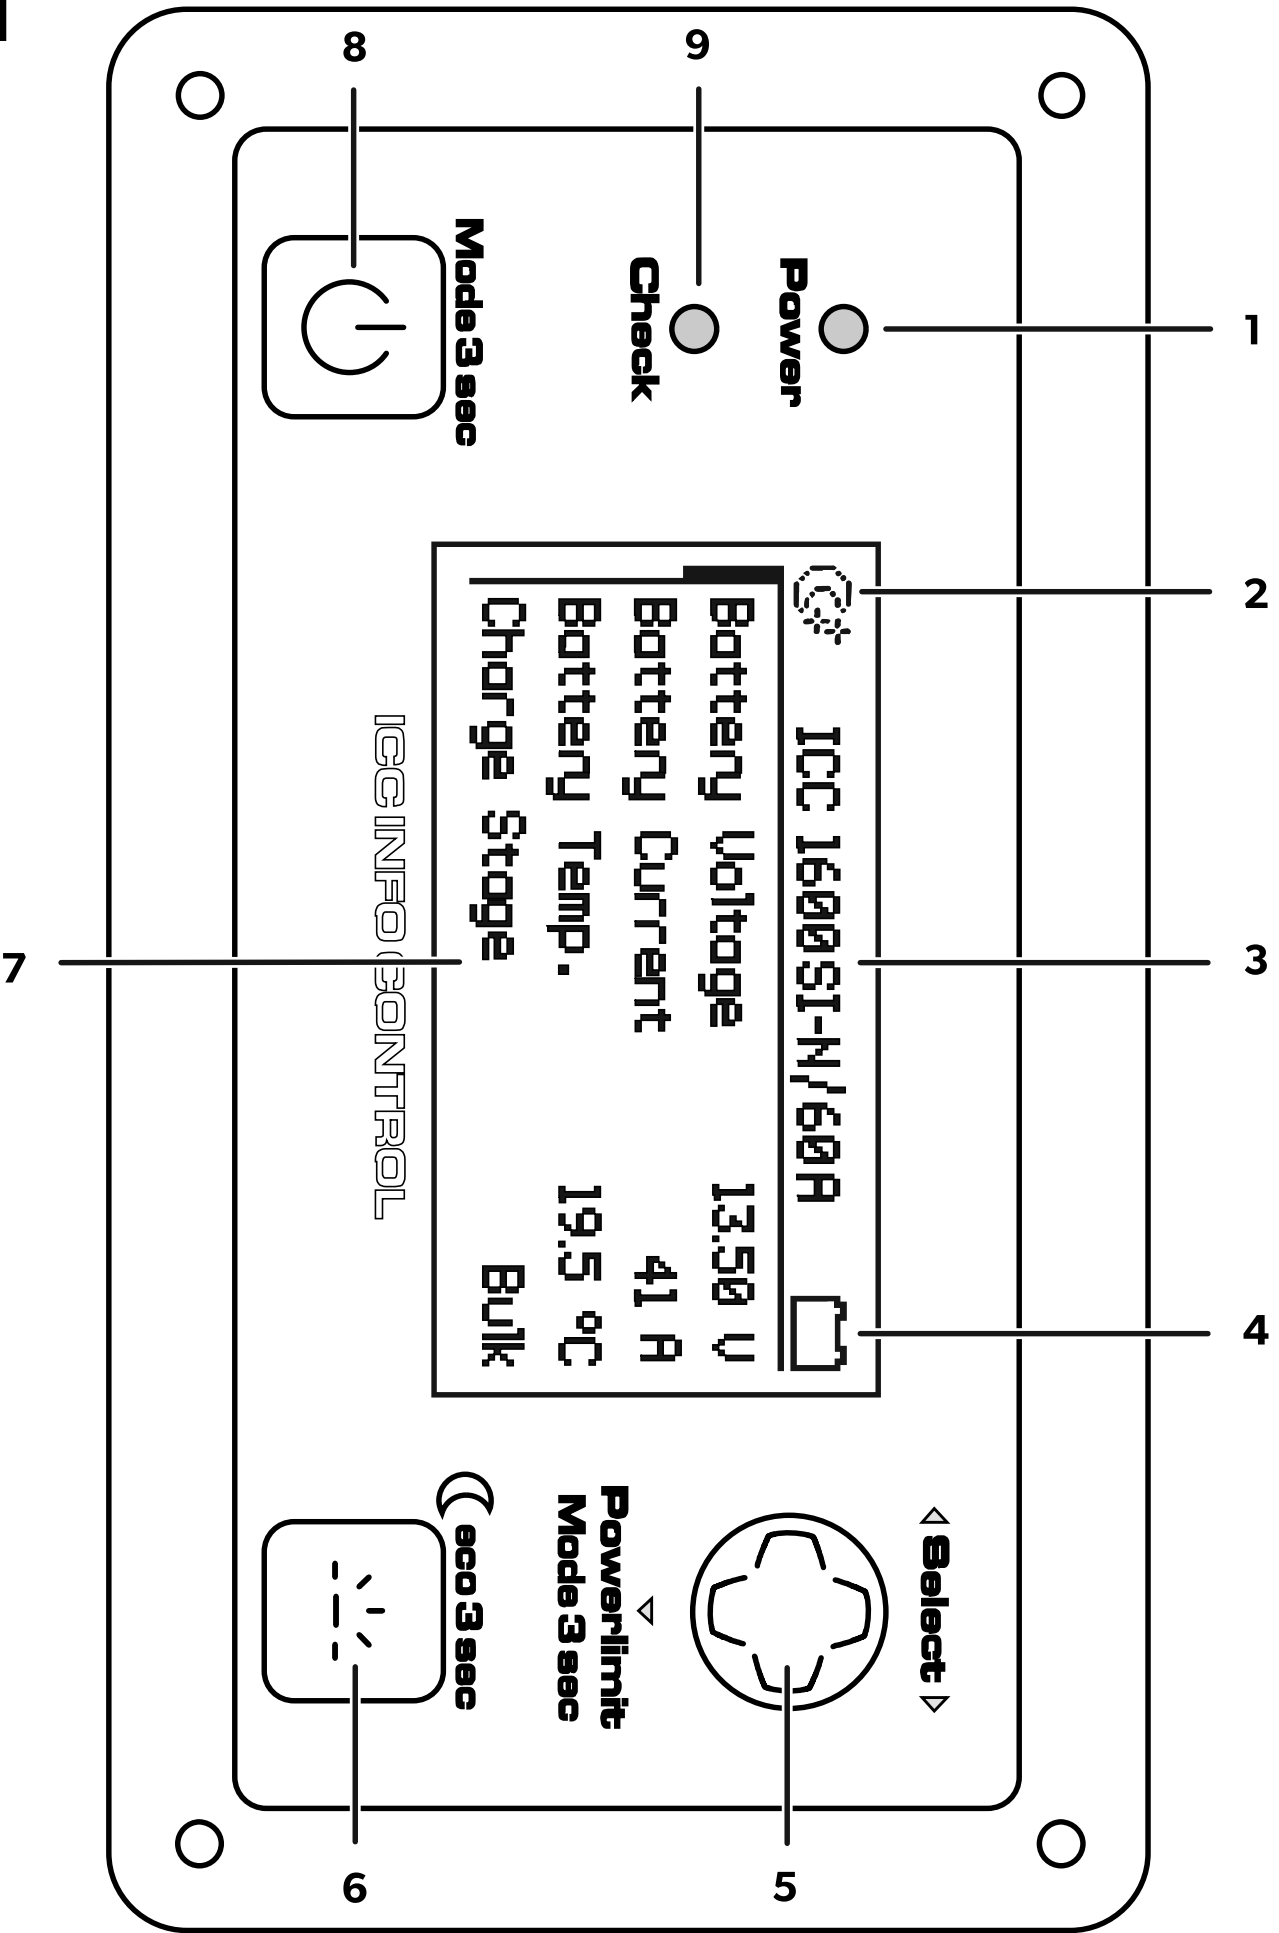 8
9
1
2
3
4
5
6
7
Power
Check
Mode 3 sec
ICC 1600SI-N/60A
Battery Voltage 13.50 V
Battery Current 41 A
Battery Temp. 19.5 °C
Charge Stage Bulk
ICC INFO CONTROL
◁ Select ▷
△
Powerlimit
Mode 3 sec
eco 3 sec